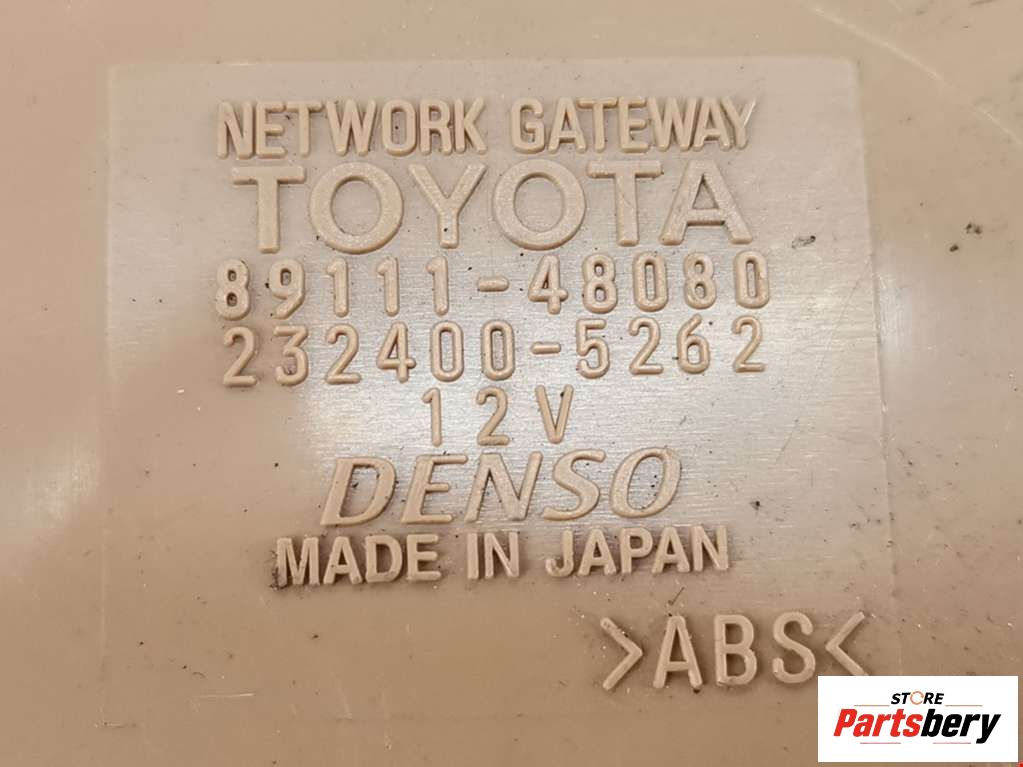 NETWORK GATEWAY
TOYOTA
89111-48080
232400-5262
12V
DENSO
MADE IN JAPAN
>ABS<
STORE
Partsbery